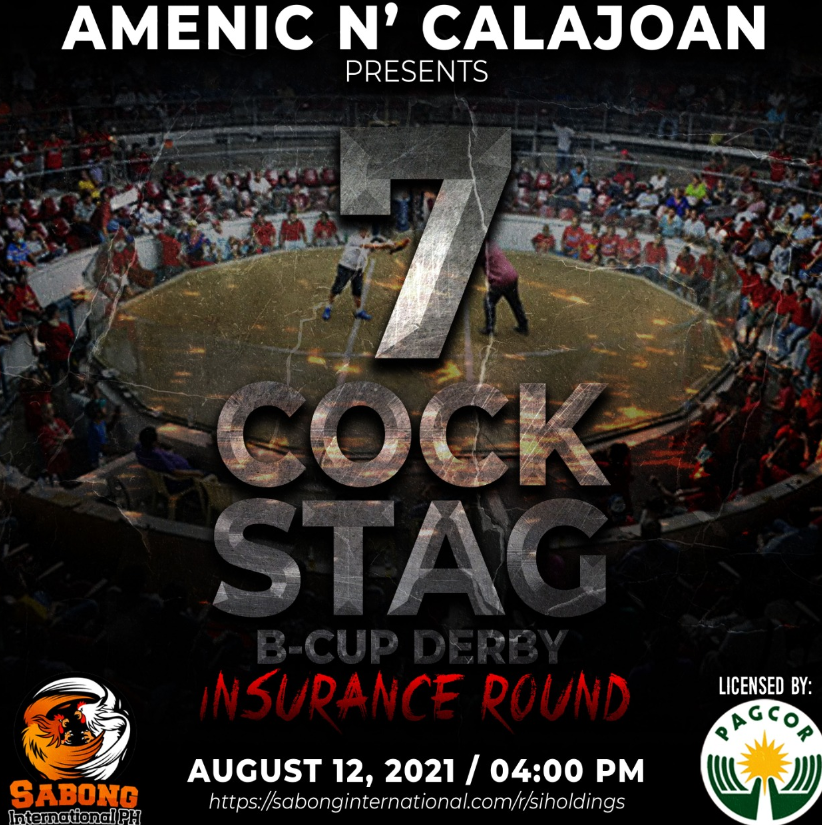 AMENIC N' CALAJOAN
PRESENTS
7
COCK
STAG
B-CUP DERBY
INSURANCE ROUND
LICENSED BY:
PAGCOR
SABONG
International PH
AUGUST 12, 2021 / 04:00 PM
https://sabonginternational.com/r/siholdings